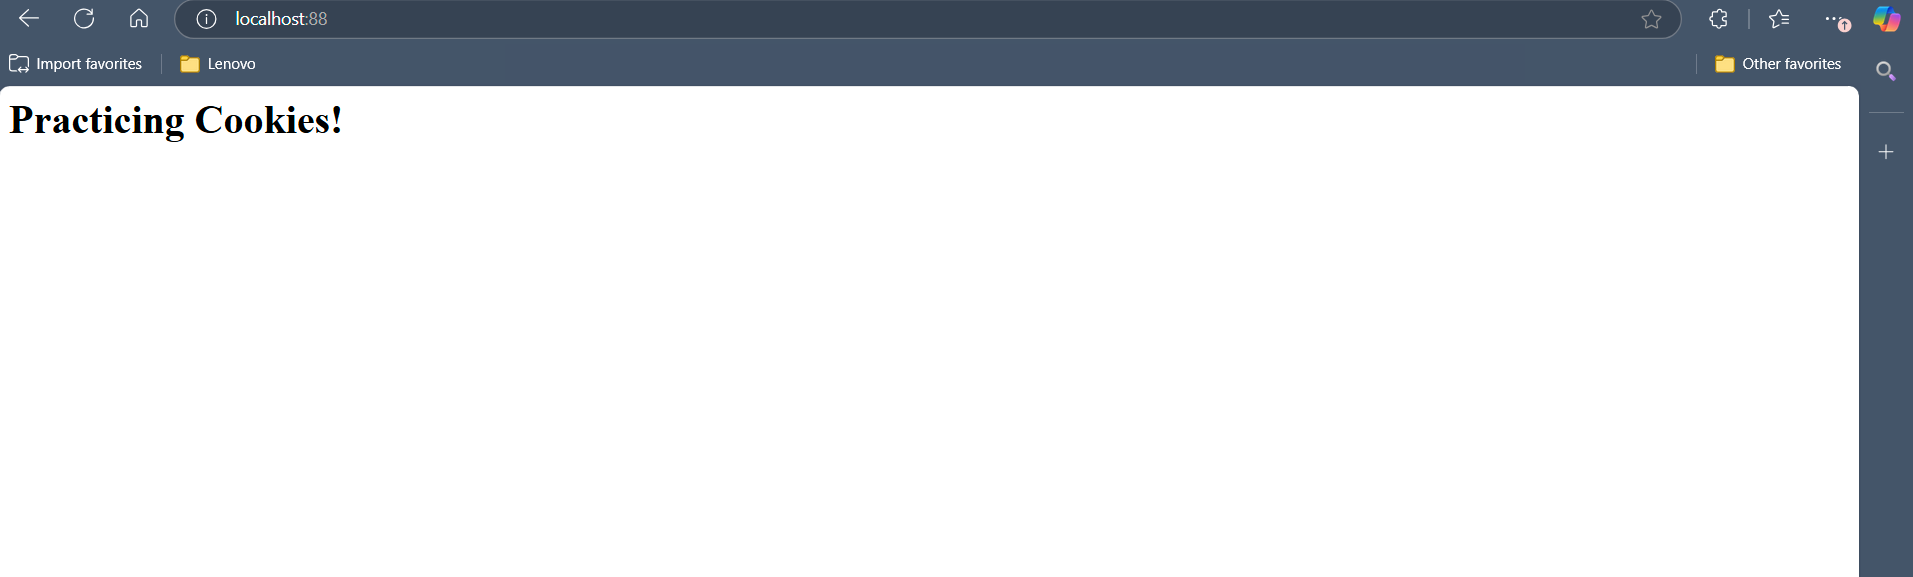 localhost:88
Import favorites
Lenovo
Other favorites
Practicing Cookies!